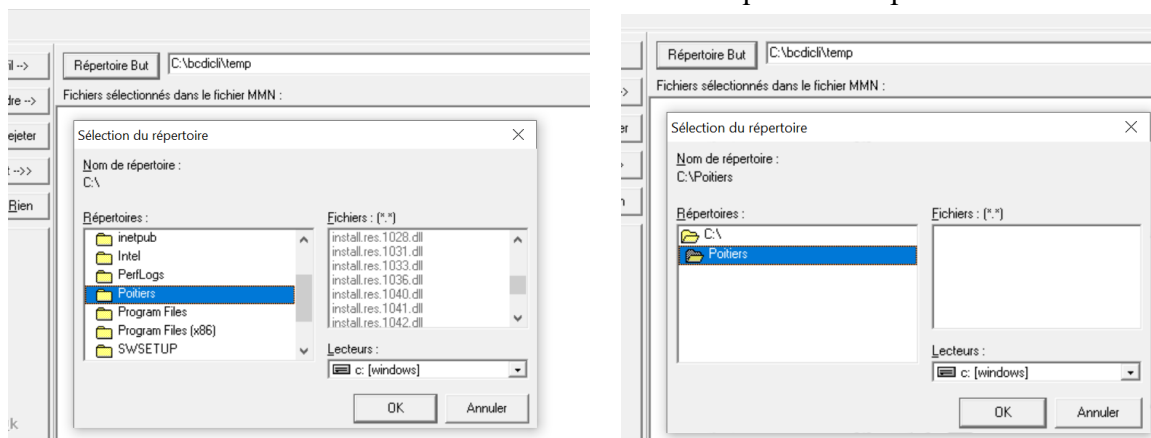 il -->
Répertoire But
C:\bcdicli\temp
dre -->
Fichiers sélectionnés dans le fichier MMN :
ejeter
t -->>
Rien
k
Sélection du répertoire
Nom de répertoire :
C:\
Répertoires :
inetpub
Intel
PerfLogs
Poitiers
Program Files
Program Files (x86)
SWSETUP
Fichiers : (*.*)
install.res.1028.dll
install.res.1031.dll
install.res.1033.dll
install.res.1036.dll
install.res.1040.dll
install.res.1041.dll
install.res.1042.dll
Lecteurs :
c: [windows]
OK
Annuler
Répertoire But
C:\bcdicli\temp
->
Fichiers sélectionnés dans le fichier MMN :
er
>
n
Sélection du répertoire
Nom de répertoire :
C:\Poitiers
Répertoires :
C:\
Poitiers
Fichiers : (*.*)
Lecteurs :
c: [windows]
OK
Annuler